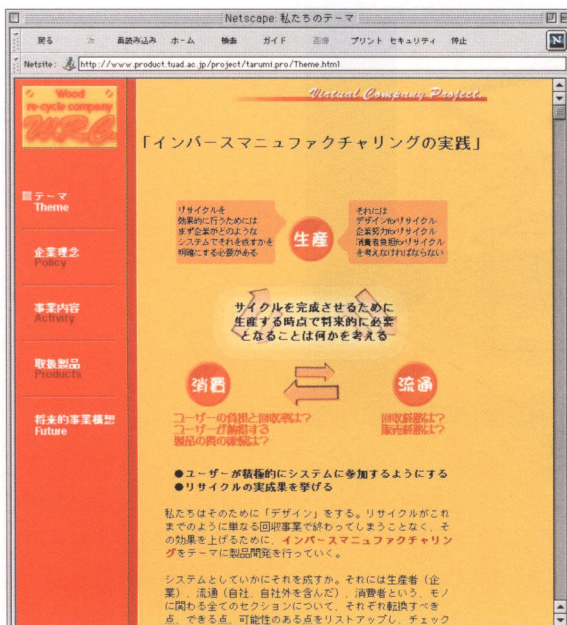 Netscape: 私たちのテーマ
戻る 再読み込み ホーム 検索 ガイド 画像 プリント セキュリティ 停止
N
Netsite: http://www.product.tuad.ac.jp/project/tarumi.pro/Theme.html
Wood
re-cycle company
W.R.C.
Virtual Company Project
「インバースマニュファクチャリングの実践」
テーマ
Theme
企業理念
Policy
事業内容
Activity
取扱製品
Products
将来的事業構想
Future
リサイクルを
効果的に行うためには
まず企業がどのような
システムでそれを成すかを
明確にする必要がある
生産
それには
デザインforリサイクル
企業努力forリサイクル
消費者負担forリサイクル
を考えなければならない
サイクルを完成させるために
生産する時点で将来的に必要
となることは何かを考える
消費
流通
ユーザーの負担と回収率は?
ユーザーが納得する
製品の質の確保は?
回収経路は?
販売経路は?
●ユーザーが積極的にシステムに参加するようにする
●リサイクルの実成果を挙げる
私たちはそのために「デザイン」をする。リサイクルがこれ
までのように単なる回収事業で終わってしまうことなく、そ
の効果を上げるために、インバースマニュファクチャリン
グをテーマに製品開発を行っていく。
システムとしていかにそれを成すか。それには生産者(企
業)、流通(自社、自社外を含んだ)、消費者という、モノ
に関わる全てのセクションについて、それぞれ転換すべき
点、できる点、可能性のある点をリストアップし、チェック